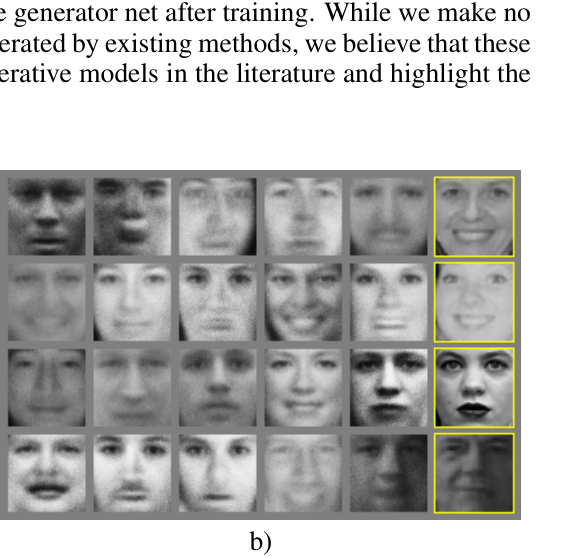 e generator net after training. While we make no
erated by existing methods, we believe that these
erative models in the literature and highlight the
b)